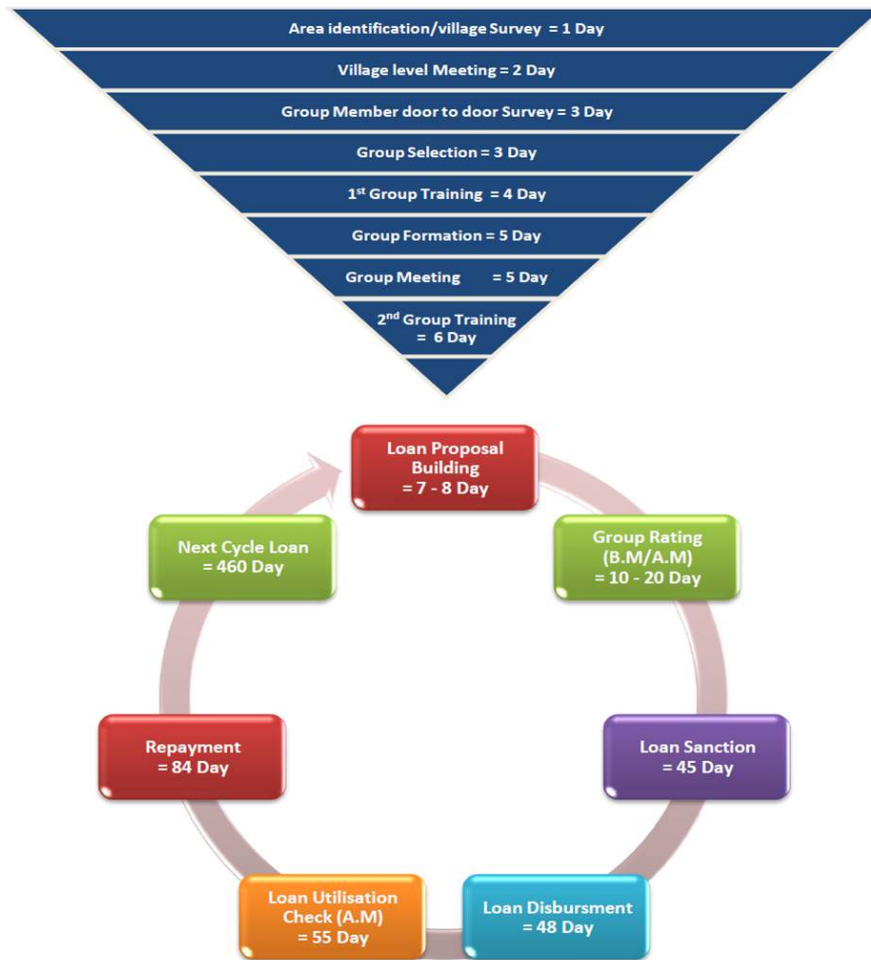 Area identification/village Survey = 1 Day
Village level Meeting = 2 Day
Group Member door to door Survey = 3 Day
Group Selection = 3 Day
1st Group Training = 4 Day
Group Formation = 5 Day
Group Meeting = 5 Day
2nd Group Training
= 6 Day
Loan Proposal
Building
= 7 - 8 Day
Group Rating
(B.M/A.M)
= 10 - 20 Day
Loan Sanction
= 45 Day
Loan Disbursment
= 48 Day
Loan Utilisation
Check (A.M)
= 55 Day
Repayment
= 84 Day
Next Cycle Loan
= 460 Day